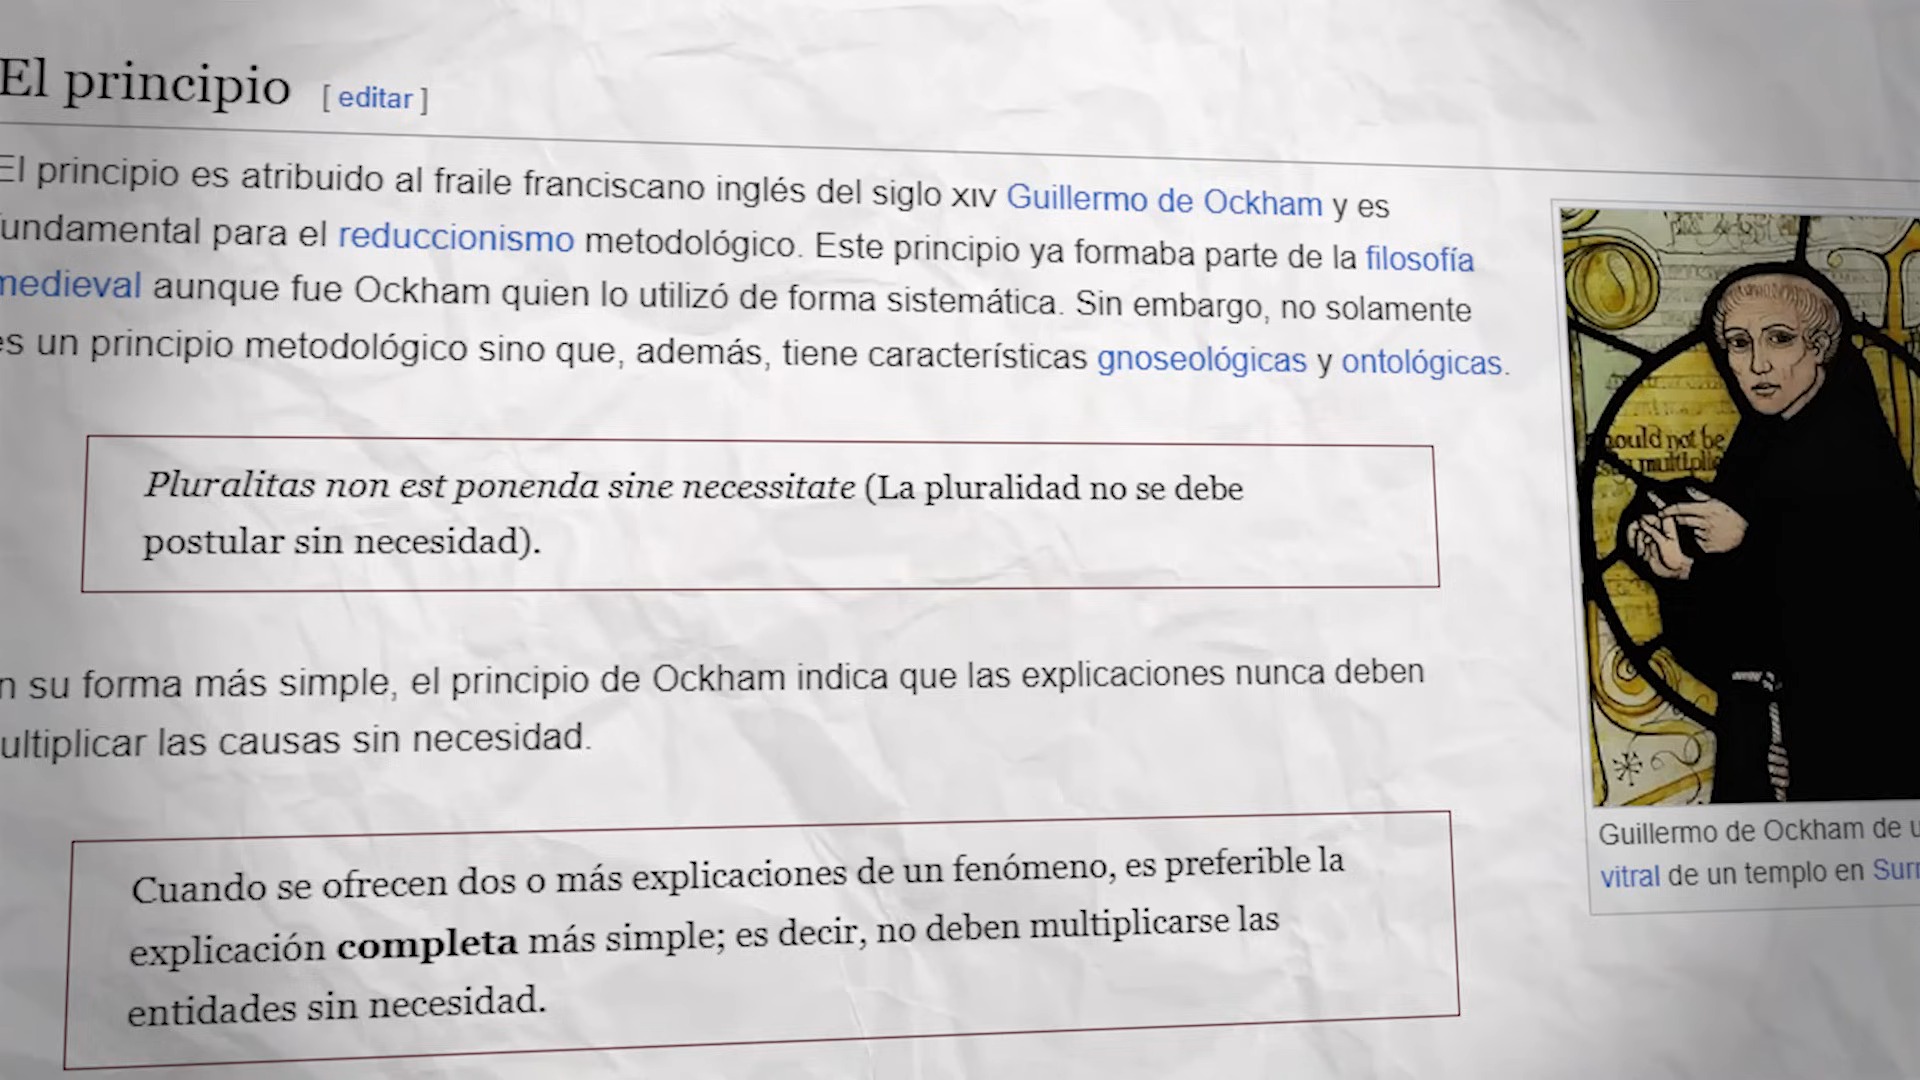 El principio [ editar ]
El principio es atribuido al fraile franciscano inglés del siglo XIV Guillermo de Ockham y es
undamental para el reduccionismo metodológico. Este principio ya formaba parte de la filosofía
medieval aunque fue Ockham quien lo utilizó de forma sistemática. Sin embargo, no solamente
es un principio metodológico sino que, además, tiene características gnoseológicas y ontológicas.
Pluralitas non est ponenda sine necessitate (La pluralidad no se debe
postular sin necesidad).
n su forma más simple, el principio de Ockham indica que las explicaciones nunca deben
ultiplicar las causas sin necesidad.
Cuando se ofrecen dos o más explicaciones de un fenómeno, es preferible la
explicación completa más simple; es decir, no deben multiplicarse las
entidades sin necesidad.
ould not be
multiplie
Guillermo de Ockham de u
vitral de un templo en Surr